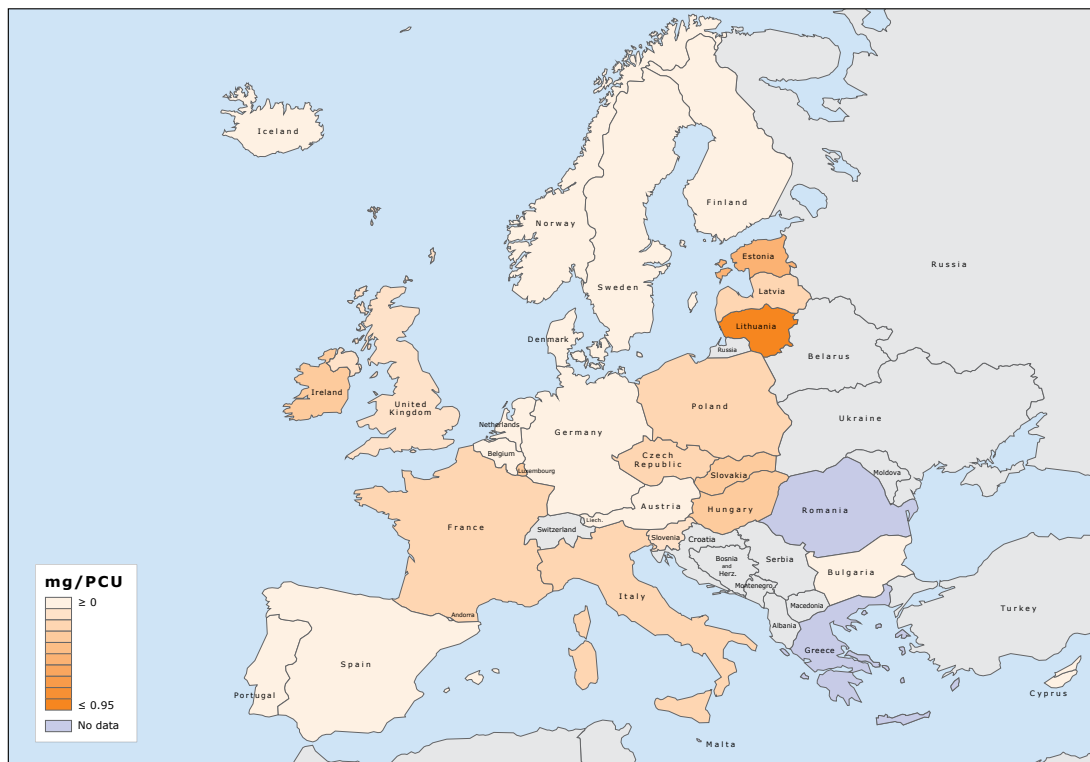 Iceland
Finland
Norway
Sweden
Russia
Estonia
Latvia
Lithuania
Russia
Denmark
Belarus
Ireland
United
Kingdom
Netherlands
Germany
Poland
Ukraine
Belgium
Luxembourg
Czech
Republic
Slovakia
Moldova
France
Austria
Hungary
Romania
Liech.
Switzerland
Slovenia
Croatia
Bosnia
and
Herz.
Serbia
Bulgaria
Montenegro
Italy
Macedonia
Albania
Turkey
Andorra
Greece
Spain
Portugal
Cyprus
Malta
mg/PCU
≥ 0
≤ 0.95
No data